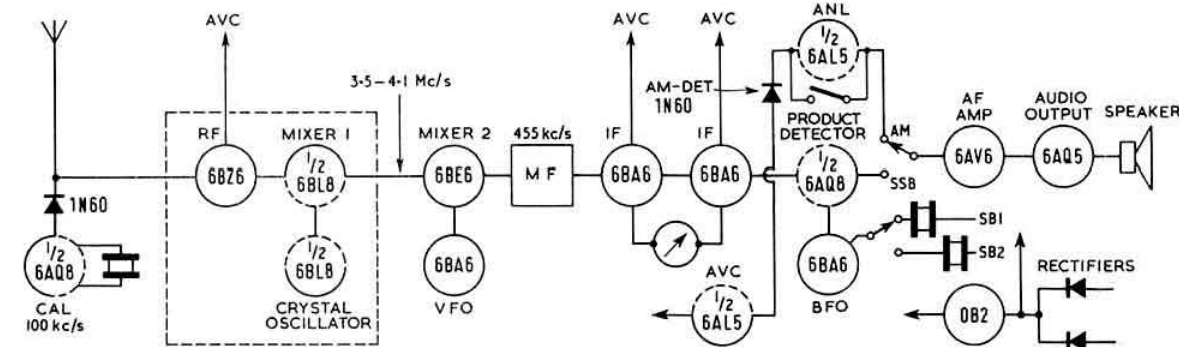 AVC
AVC
AVC
ANL
1/2
6AL5
3·5–4·1 Mc/s
AM-DET
1N60
PRODUCT
DETECTOR
1/2
6AQ8
AM
SSB
AF
AMP
6AV6
AUDIO
OUTPUT
6AQ5
SPEAKER
RF
6BZ6
MIXER 1
1/2
6BL8
MIXER 2
6BE6
455kc/s
MF
IF
6BA6
IF
6BA6
1N60
1/2
6AQ8
CAL
100 kc/s
1/2
6BL8
CRYSTAL
OSCILLATOR
6BA6
VFO
AVC
1/2
6AL5
6BA6
BFO
SB1
SB2
OB2
RECTIFIERS